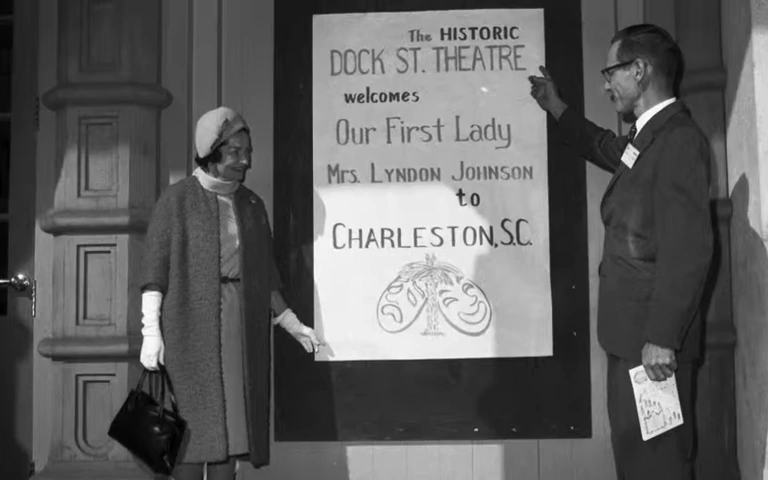 The HISTORIC
DOCK ST. THEATRE
welcomes
Our First Lady
MRS. LYNDON JOHNSON
to
CHARLESTON, S.C.